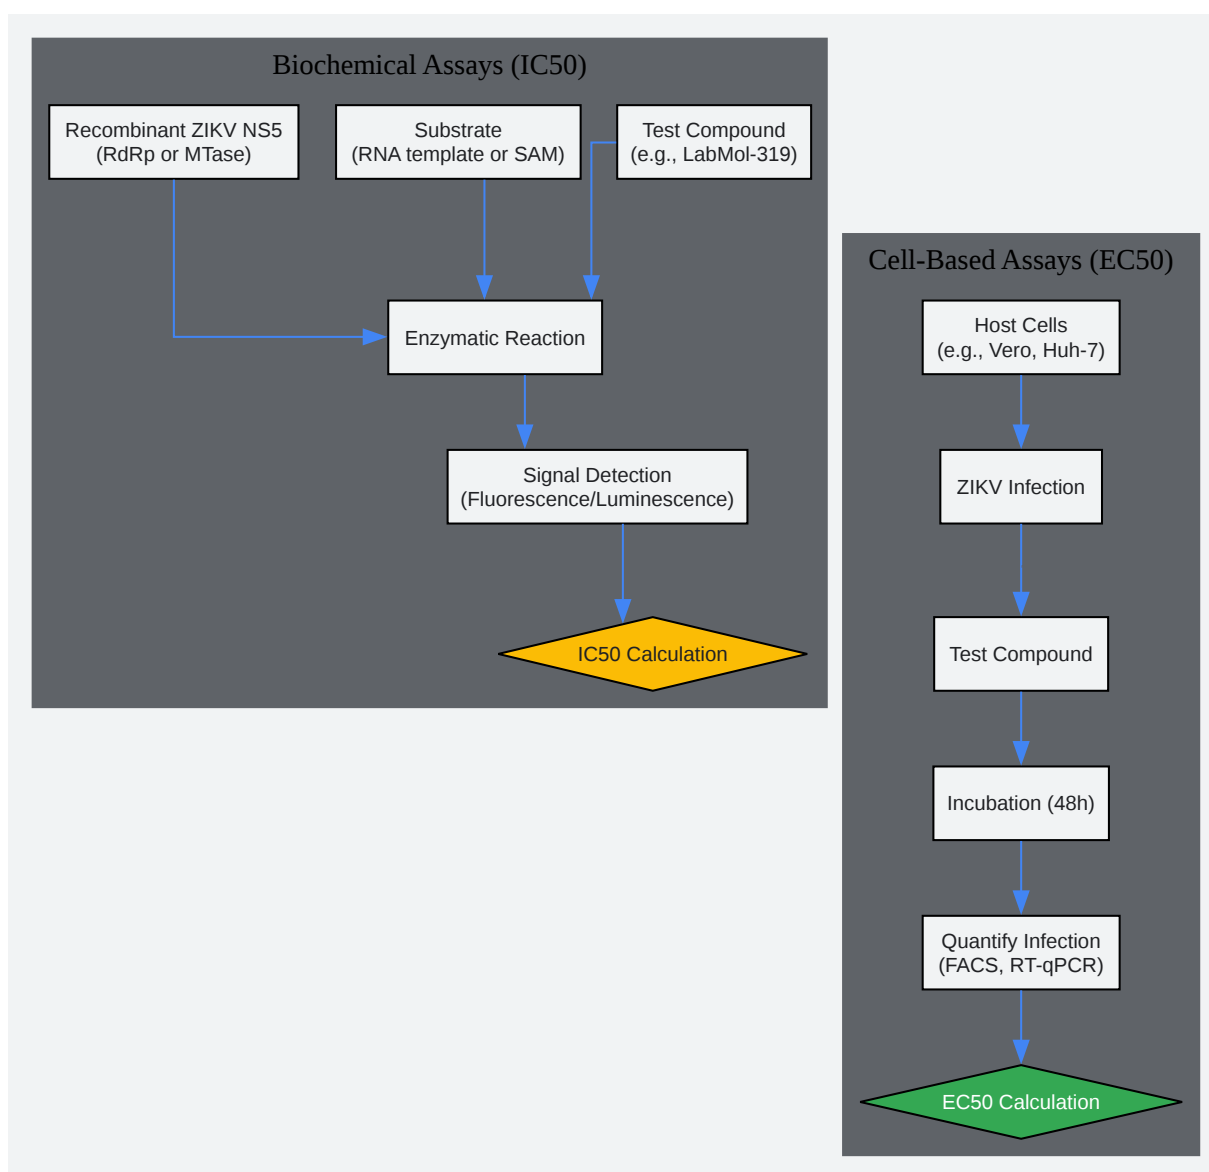 Biochemical Assays (IC50)
Recombinant ZIKV NS5
(RdRp or MTase)
Substrate
(RNA template or SAM)
Test Compound
(e.g., LabMol-319)
Enzymatic Reaction
Signal Detection
(Fluorescence/Luminescence)
IC50 Calculation
Cell-Based Assays (EC50)
Host Cells
(e.g., Vero, Huh-7)
ZIKV Infection
Test Compound
Incubation (48h)
Quantify Infection
(FACS, RT-qPCR)
EC50 Calculation